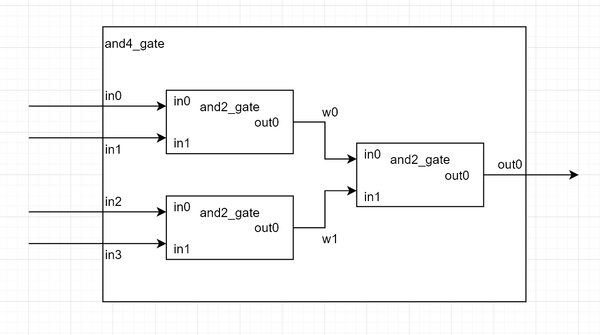 and4_gate
in0
in0
and2_gate
out0
in1
in1
w0
in0
and2_gate
out0
in1
out0
in2
in0
and2_gate
out0
in1
in3
w1